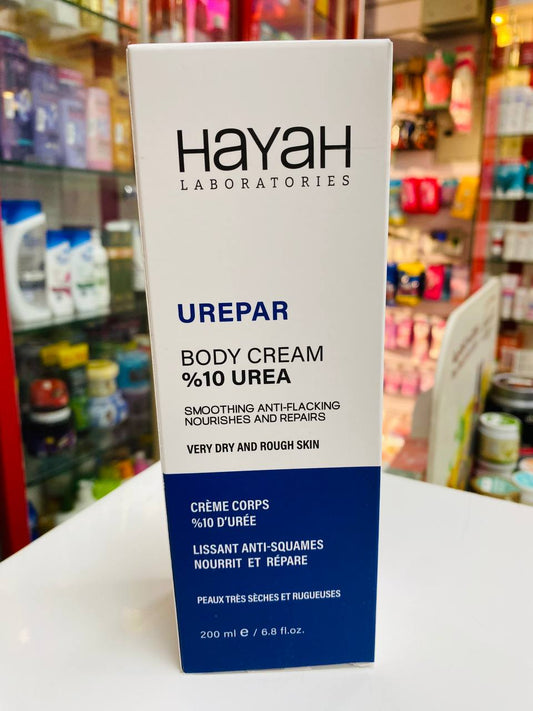 HaYaH
LABORATORIES
UREPAR
BODY CREAM
%10 UREA
SMOOTHING ANTI-FLACKING
NOURISHES AND REPAIRS
VERY DRY AND ROUGH SKIN
CRÈME CORPS
%10 D'URÉE
LISSANT ANTI-SQUAMES
NOURRIT ET RÉPARE
PEAUX TRÈS SÈCHES ET RUGUEUSES
200 ml e / 6.8 fl.oz.